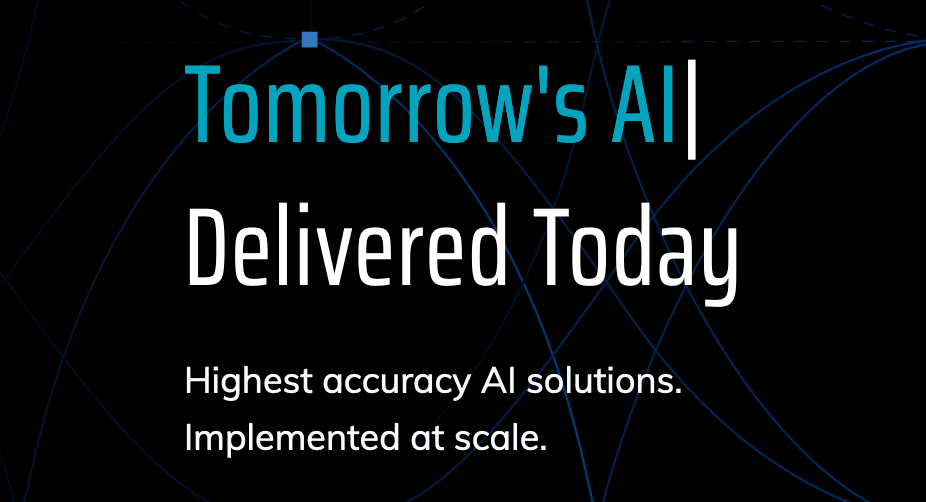 Tomorrow's AI|
Delivered Today
Highest accuracy AI solutions.
Implemented at scale.